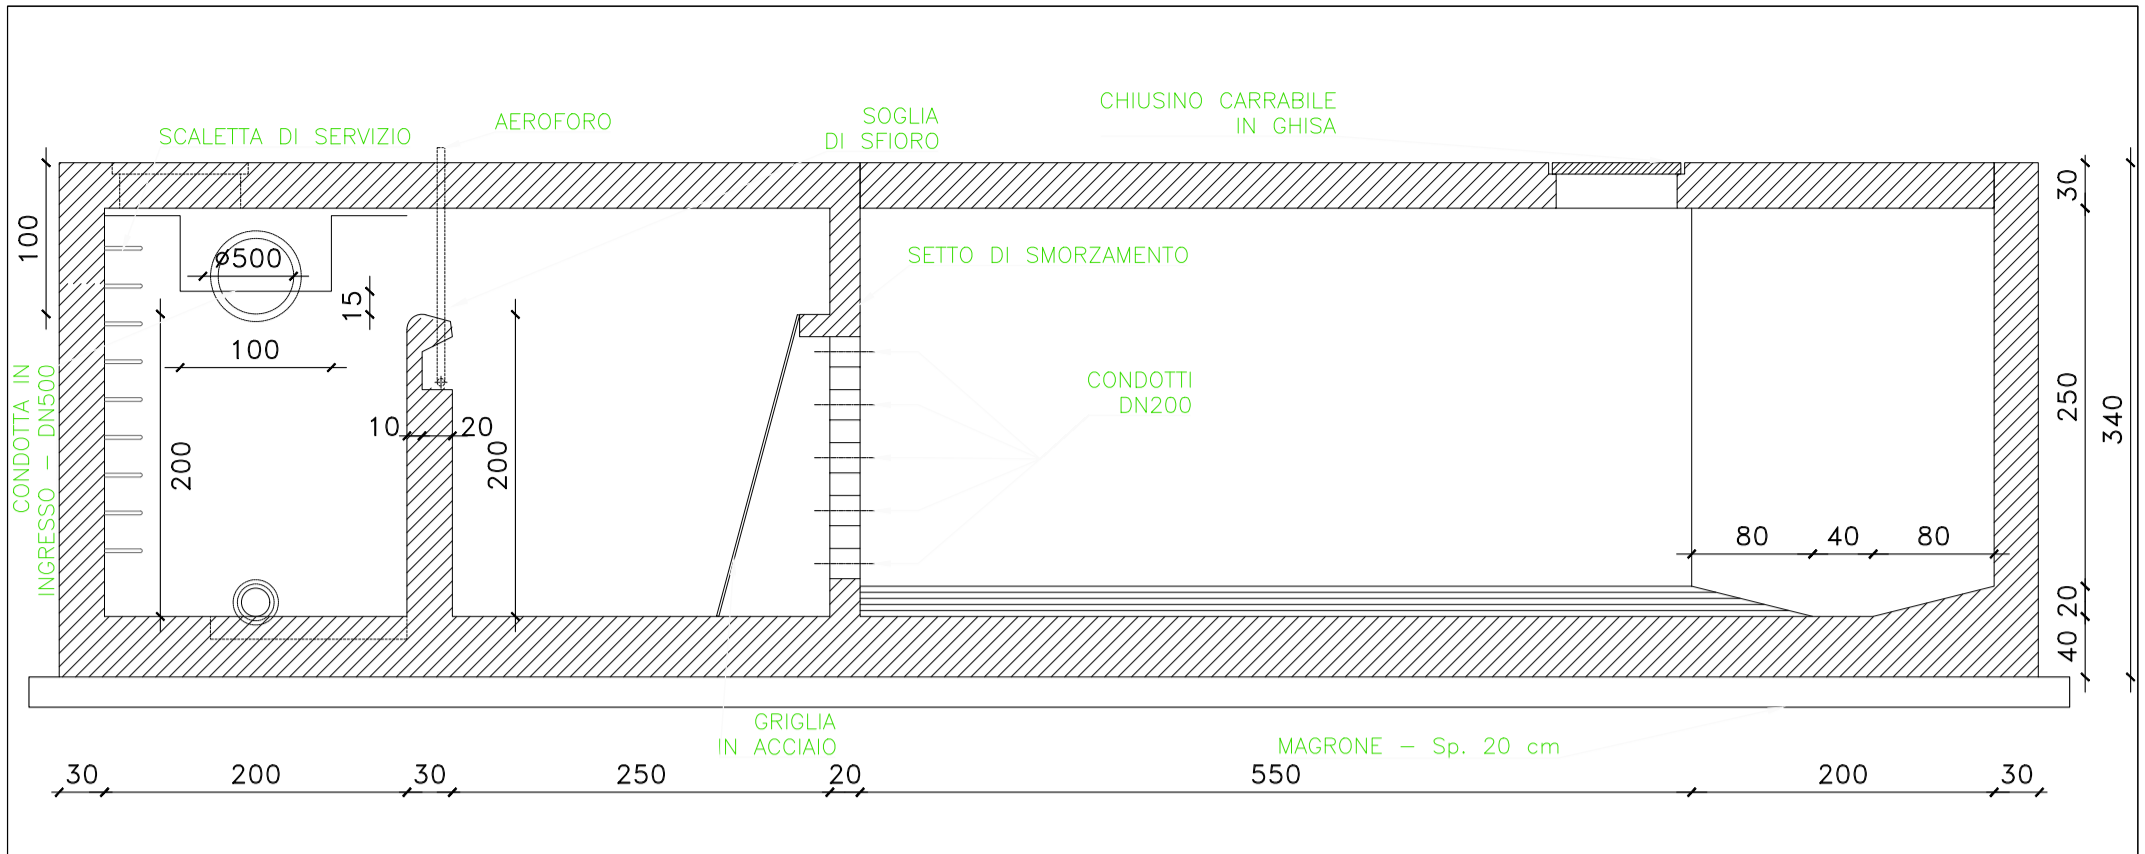 CHIUSINO CARRABILE
IN GHISA
SOGLIA
DI SFIORO
AEROFORO
SCALETTA DI SERVIZIO
30
100
ø500
SETTO DI SMORZAMENTO
15
100
CONDOTTA IN
INGRESSO – DN500
CONDOTTI
DN200
250
340
10
20
200
200
80
40
80
20
40
GRIGLIA
IN ACCIAIO
MAGRONE – Sp. 20 cm
30
200
30
250
20
550
200
30